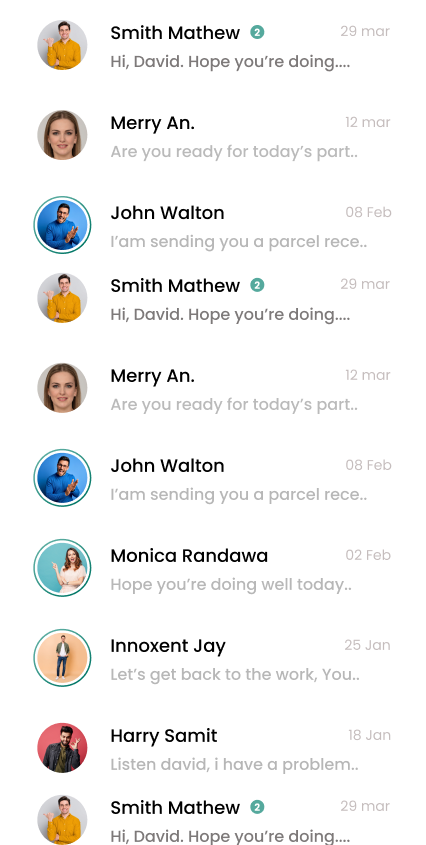 Smith Mathew 2 29 mar
Hi, David. Hope you’re doing....
Merry An. 12 mar
Are you ready for today’s part..
John Walton 08 Feb
I’am sending you a parcel rece..
Smith Mathew 2 29 mar
Hi, David. Hope you’re doing....
Merry An. 12 mar
Are you ready for today’s part..
John Walton 08 Feb
I’am sending you a parcel rece..
Monica Randawa 02 Feb
Hope you’re doing well today..
Innoxent Jay 25 Jan
Let’s get back to the work, You..
Harry Samit 18 Jan
Listen david, i have a problem..
Smith Mathew 2 29 mar
Hi, David. Hope you’re doing....